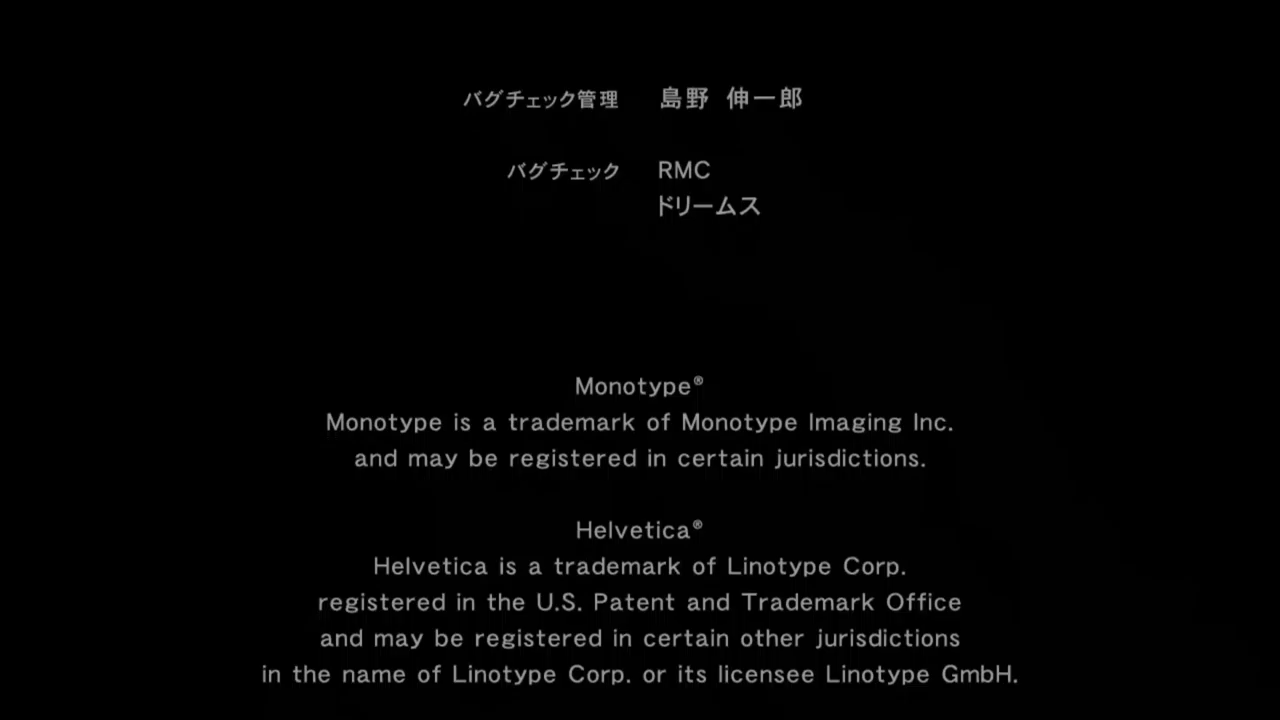 バグチェック管理 島野 伸一郎
バグチェック RMC
ドリームス
Monotype®
Monotype is a trademark of Monotype Imaging Inc.
and may be registered in certain jurisdictions.
Helvetica®
Helvetica is a trademark of Linotype Corp.
registered in the U.S. Patent and Trademark Office
and may be registered in certain other jurisdictions
in the name of Linotype Corp. or its licensee Linotype GmbH.